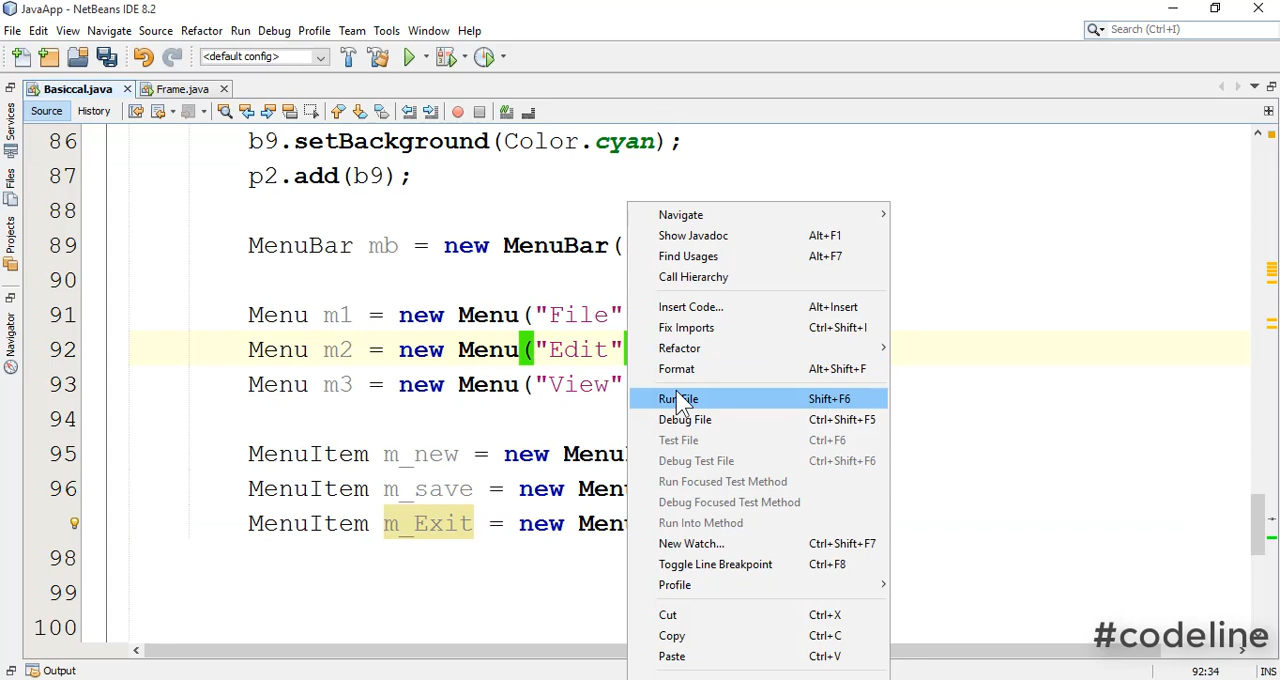 JavaApp - NetBeans IDE 8.2
File Edit View Navigate Source Refactor Run Debug Profile Team Tools Window Help
Search (Ctrl+I)
<default config>
Basiccal.java Frame.java
Source History
Services
Files
Projects
Navigator
86 b9.setBackground(Color.cyan);
87 p2.add(b9);
88
89 MenuBar mb = new MenuBar(
90
91 Menu m1 = new Menu("File"
92 Menu m2 = new Menu("Edit"
93 Menu m3 = new Menu("View"
94
95 MenuItem m_new = new Menu
96 MenuItem m_save = new Men
MenuItem m_Exit = new Men
98
99
100
Navigate
Show Javadoc Alt+F1
Find Usages Alt+F7
Call Hierarchy
Insert Code... Alt+Insert
Fix Imports Ctrl+Shift+I
Refactor
Format Alt+Shift+F
Run File Shift+F6
Debug File Ctrl+Shift+F5
Test File Ctrl+F6
Debug Test File Ctrl+Shift+F6
Run Focused Test Method
Debug Focused Test Method
Run Into Method
New Watch... Ctrl+Shift+F7
Toggle Line Breakpoint Ctrl+F8
Profile
Cut Ctrl+X
Copy Ctrl+C
Paste Ctrl+V
#codeline
Output
92:34 INS